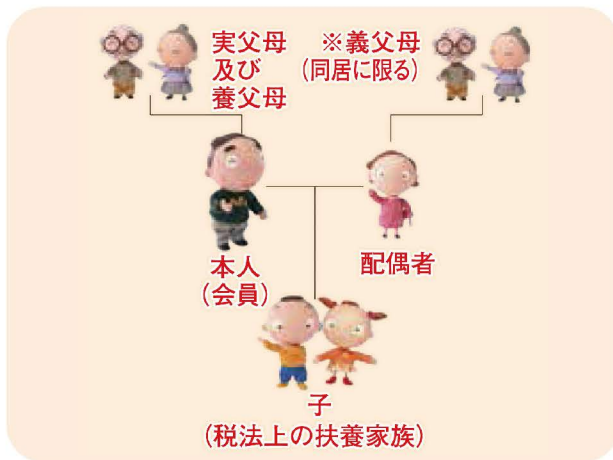 実父母
及び
養父母
※義父母
(同居に限る)
本人
(会員)
配偶者
子
(税法上の扶養家族)